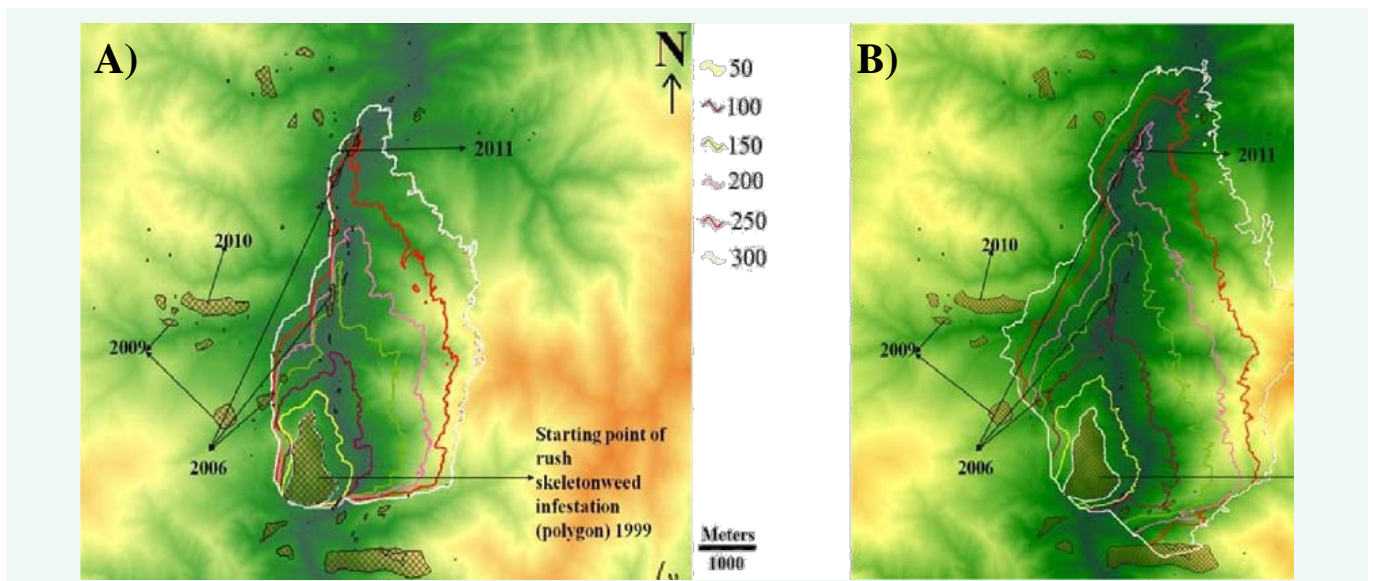 A)
N
2011
2010
2009
2006
Starting point of
rush
skeletonweed
infestation
(polygon) 1999
50
100
150
200
250
300
Meters
1000
B)
2011
2010
2009
2006